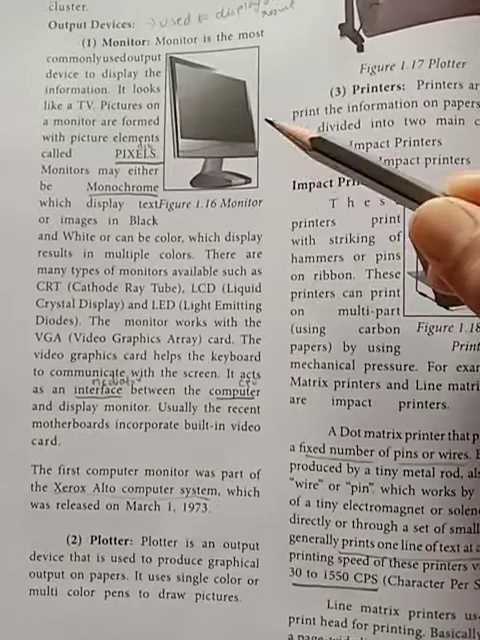 cluster.
Output Devices: → used to display
result
(1) Monitor: Monitor is the most
commonly used output
device to display the
information. It looks
like a TV. Pictures on
a monitor are formed
with picture elements
called PIXELS.
Monitors may either
be Monochrome
which display text
or images in Black
Figure 1.16 Monitor
and White or can be color, which display
results in multiple colors. There are
many types of monitors available such as
CRT (Cathode Ray Tube), LCD (Liquid
Crystal Display) and LED (Light Emitting
Diodes). The monitor works with the
VGA (Video Graphics Array) card. The
video graphics card helps the keyboard
to communicate with the screen. It acts
mediator CPU
as an interface between the computer
and display monitor. Usually the recent
motherboards incorporate built-in video
card.
The first computer monitor was part of
the Xerox Alto computer system, which
was released on March 1, 1973.
(2) Plotter: Plotter is an output
device that is used to produce graphical
output on papers. It uses single color or
multi color pens to draw pictures.
Figure 1.17 Plotter
(3) Printers: Printers ar
print the information on papers
divided into two main c
Impact Printers
impact printers
Impact Prin
Thes
printers print
with striking of
hammers or pins
on ribbon. These
printers can print
on multi-part
(using carbon
papers) by using
Figure 1.18
Print
mechanical pressure. For exam
Matrix printers and Line matri
are impact printers.
A Dot matrix printer that p
a fixed number of pins or wires. E
produced by a tiny metal rod, als
"wire" or "pin", which works by
of a tiny electromagnet or solen
directly or through a set of small
generally prints one line of text at a
printing speed of these printers v
30 to 1550 CPS (Character Per S
Line matrix printers use
print head for printing. Basically
a page-wide